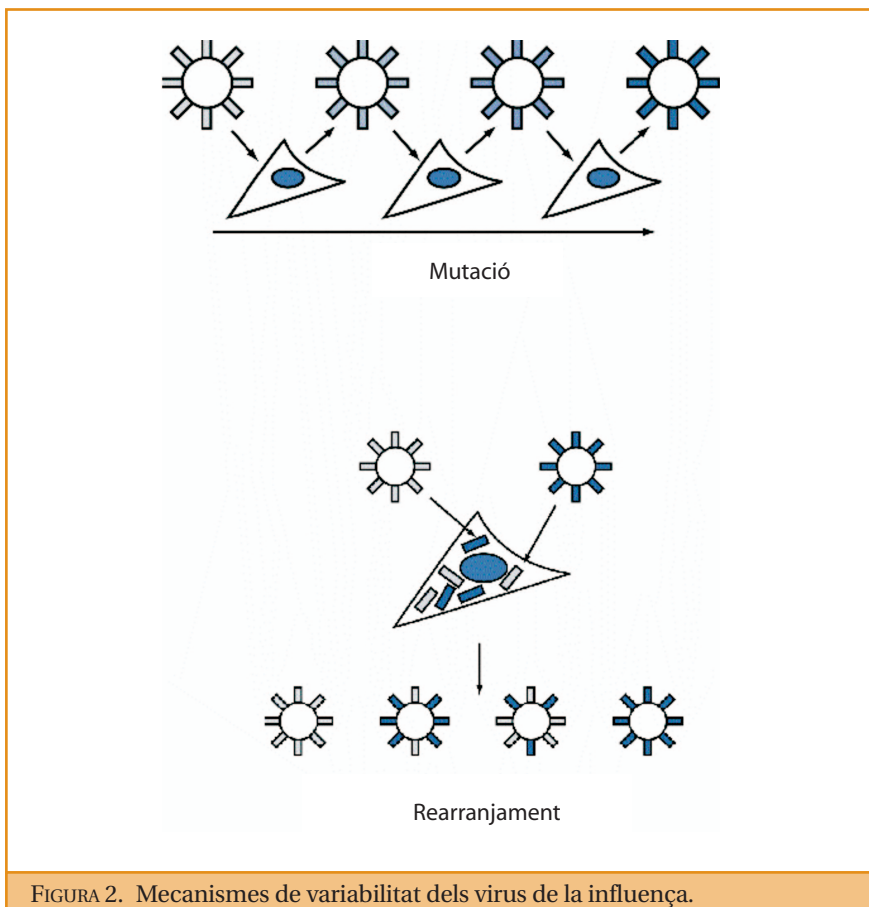 Mutació
Rearranjament
FIGURA 2. Mecanismes de variabilitat dels virus de la influença.